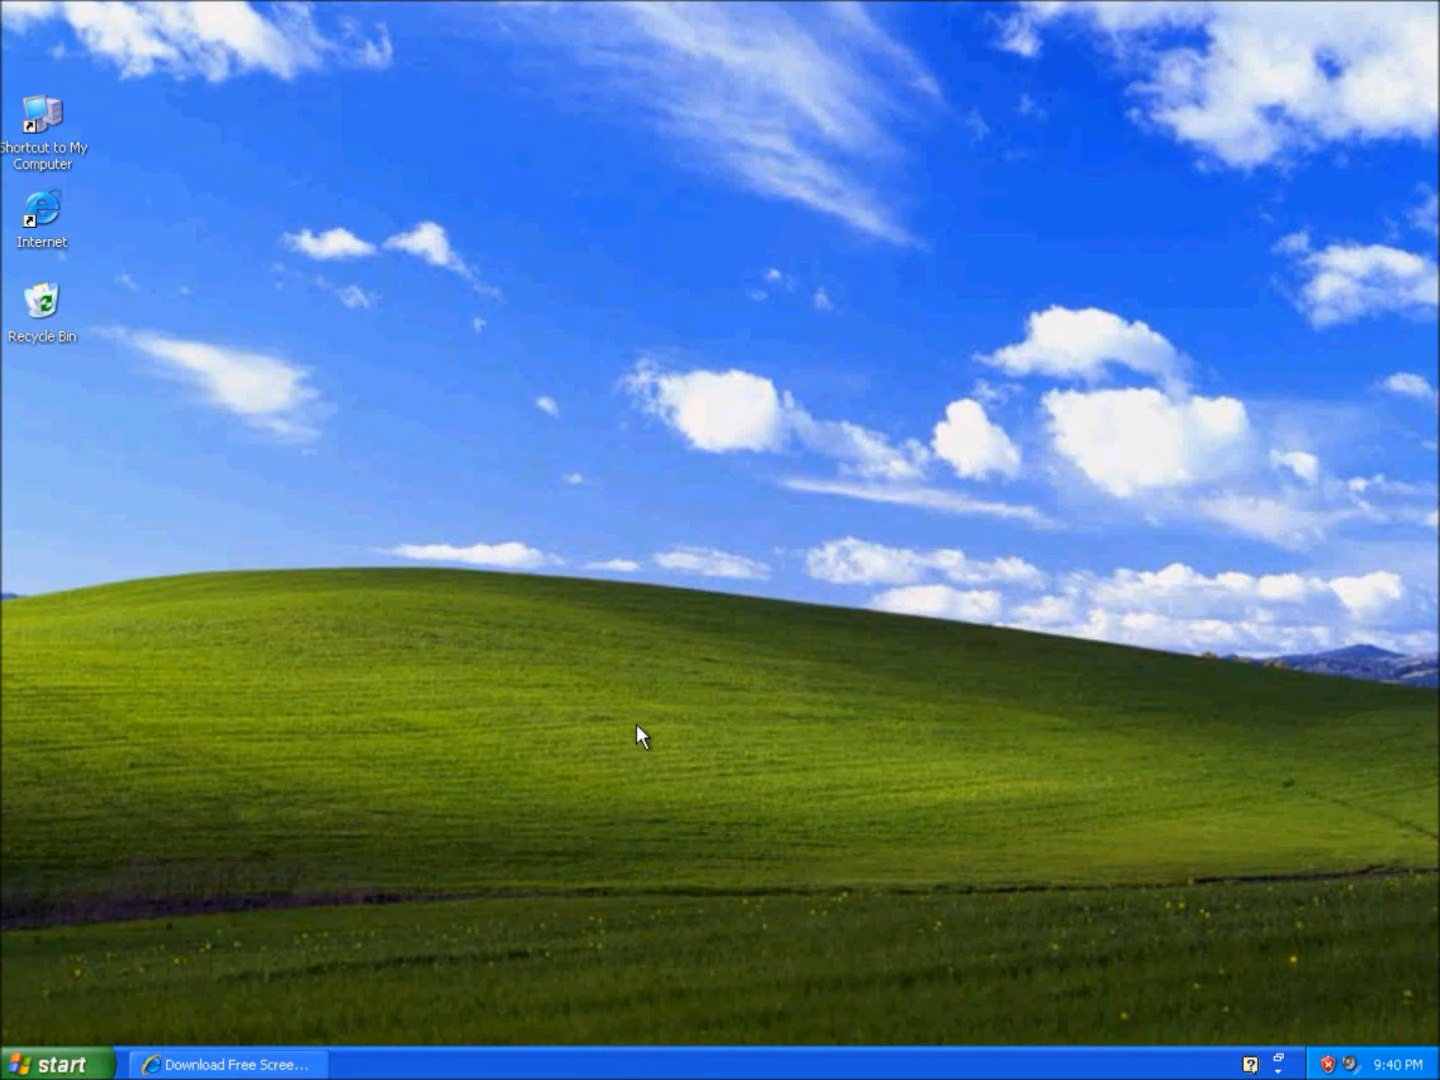 Shortcut to My
Computer
Internet
Recycle Bin
start
Download Free Scree...
9:40 PM